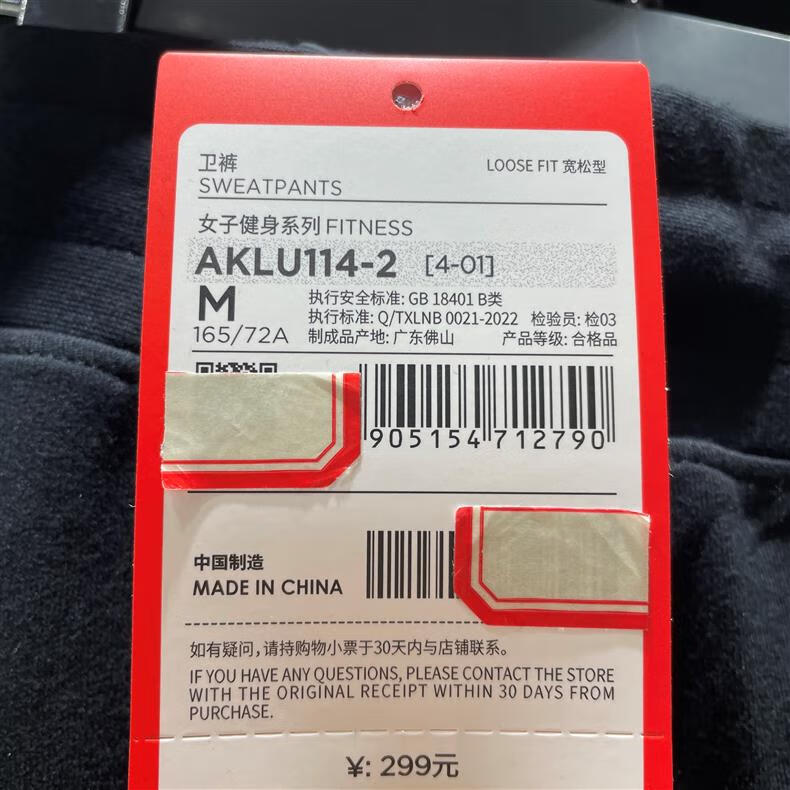 卫裤
LOOSE FIT 宽松型
SWEATPANTS
女子健身系列 FITNESS
AKLU114-2 [4-01]
M
165/72A
执行安全标准: GB 18401 B类
执行标准: Q/TXLNB 0021-2022 检验员: 检03
制成品产地: 广东佛山 产品等级: 合格品
905154 712790
中国制造
MADE IN CHINA
如有疑问,请持购物小票于30天内与店铺联系。
IF YOU HAVE ANY QUESTIONS, PLEASE CONTACT THE STORE
WITH THE ORIGINAL RECEIPT WITHIN 30 DAYS FROM
PURCHASE.
¥: 299元